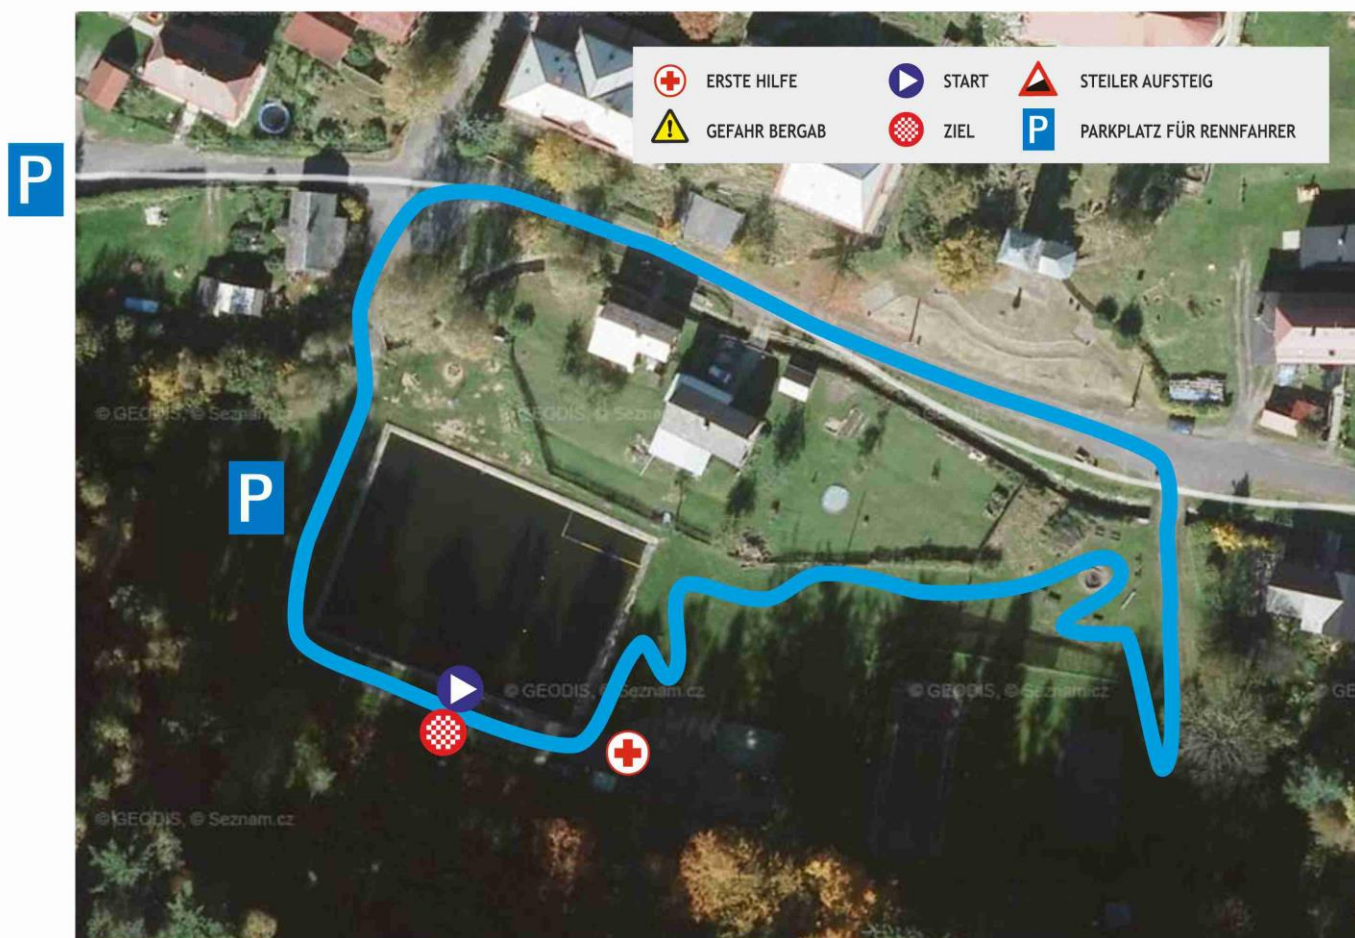 ERSTE HILFE
START
STEILER AUFSTEIG
GEFAHR BERGAB
ZIEL
P
PARKPLATZ FÜR RENNFAHRER
P
© GEODIS, © Seznam.cz
© GEODIS, © Seznam.cz
P
© GEODIS, © Seznam.cz
© GEODIS, © Seznam.cz
© GE
© GEODIS, © Seznam.cz